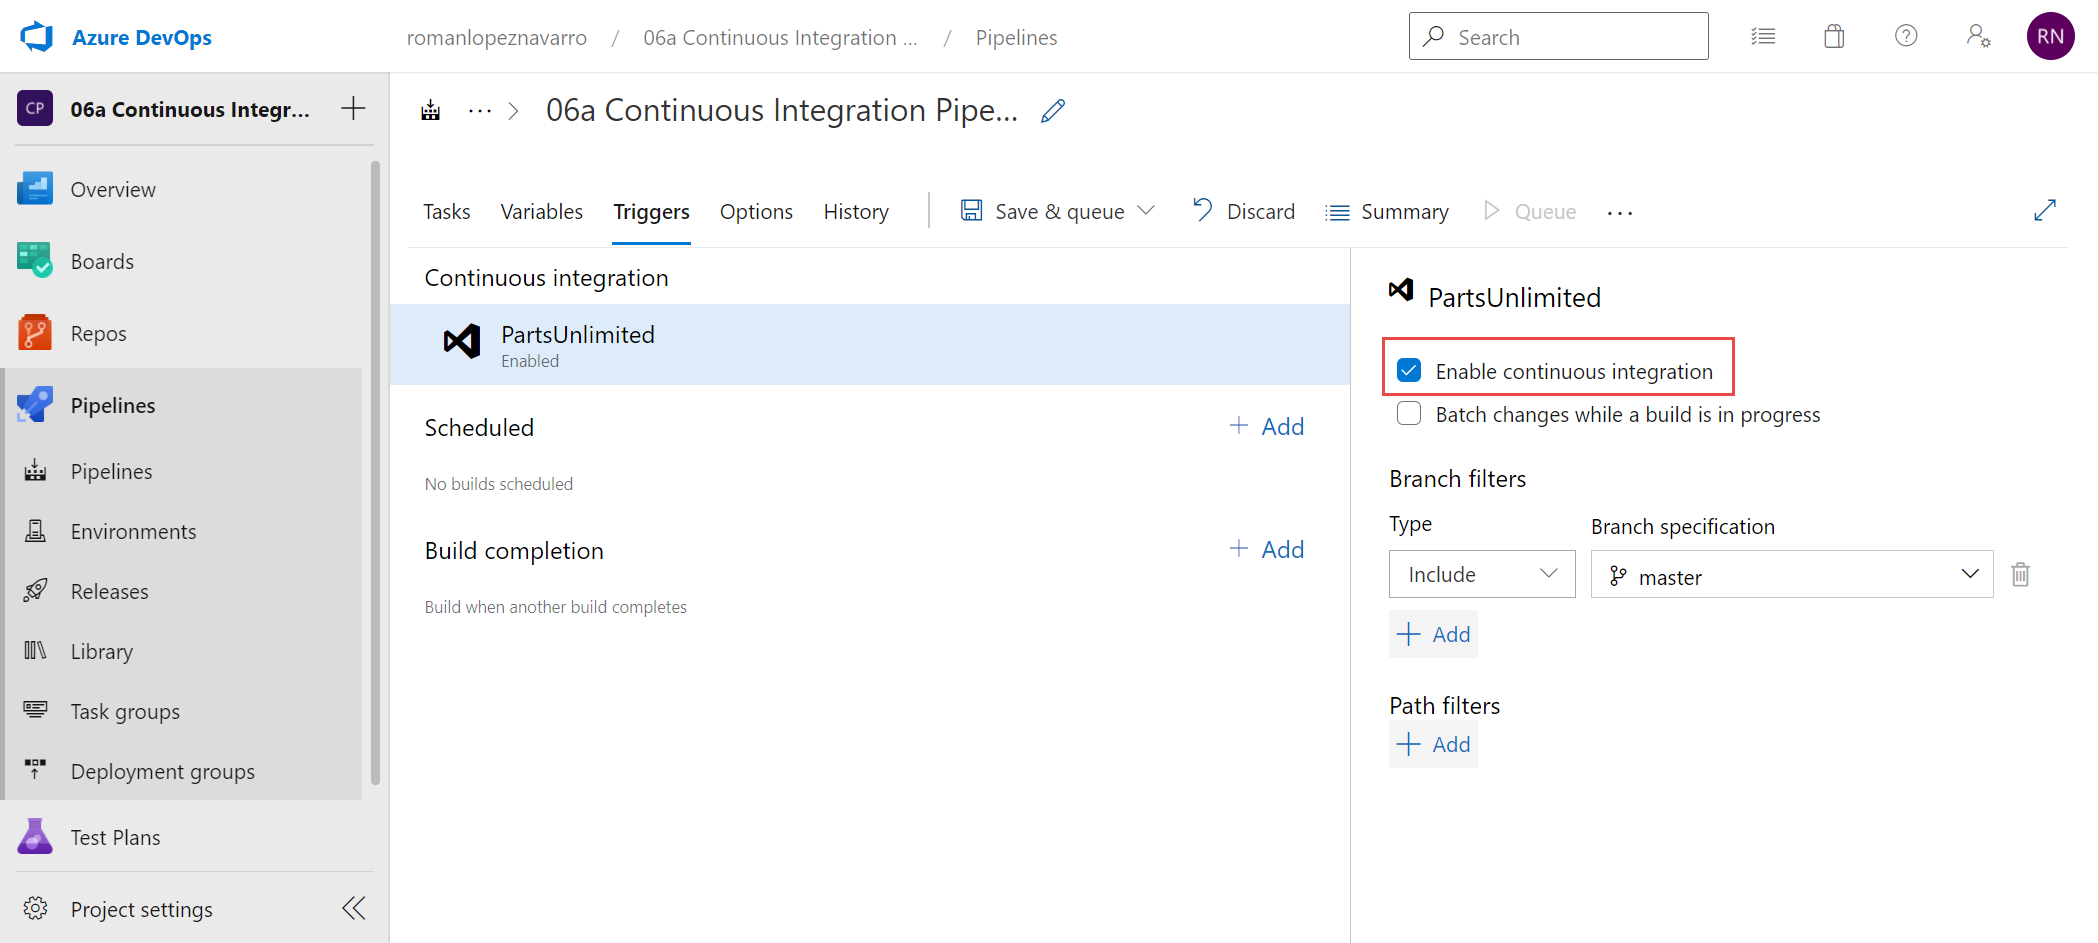 Azure DevOps
romanlopeznavarro / 06a Continuous Integration ... / Pipelines
Search
RN
CP
06a Continuous Integr...
Overview
Boards
Repos
Pipelines
Pipelines
Environments
Releases
Library
Task groups
Deployment groups
Test Plans
Project settings
... > 06a Continuous Integration Pipe...
Tasks Variables Triggers Options History Save & queue Discard Summary Queue ...
Continuous integration
PartsUnlimited
Enabled
Scheduled
+ Add
No builds scheduled
Build completion
+ Add
Build when another build completes
PartsUnlimited
Enable continuous integration
Batch changes while a build is in progress
Branch filters
Type Branch specification
Include master
+ Add
Path filters
+ Add